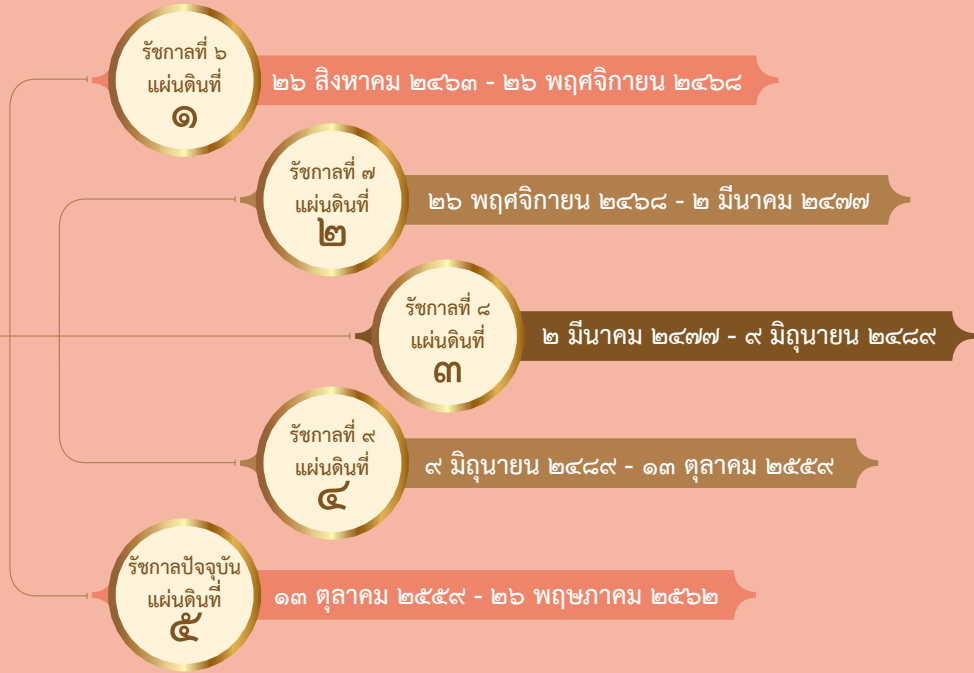 รัชกาลที่ ๖
แผ่นดินที่
๑
๒๖ สิงหาคม ๒๔๖๓ - ๒๖ พฤศจิกายน ๒๔๖๘
รัชกาลที่ ๗
แผ่นดินที่
๒
๒๖ พฤศจิกายน ๒๔๖๘ - ๒ มีนาคม ๒๔๗๗
รัชกาลที่ ๘
แผ่นดินที่
๓
๒ มีนาคม ๒๔๗๗ - ๙ มิถุนายน ๒๔๘๙
รัชกาลที่ ๙
แผ่นดินที่
๔
๙ มิถุนายน ๒๔๘๙ - ๑๓ ตุลาคม ๒๕๕๙
รัชกาลปัจจุบัน
แผ่นดินที่
๕
๑๓ ตุลาคม ๒๕๕๙ - ๒๖ พฤษภาคม ๒๕๖๒